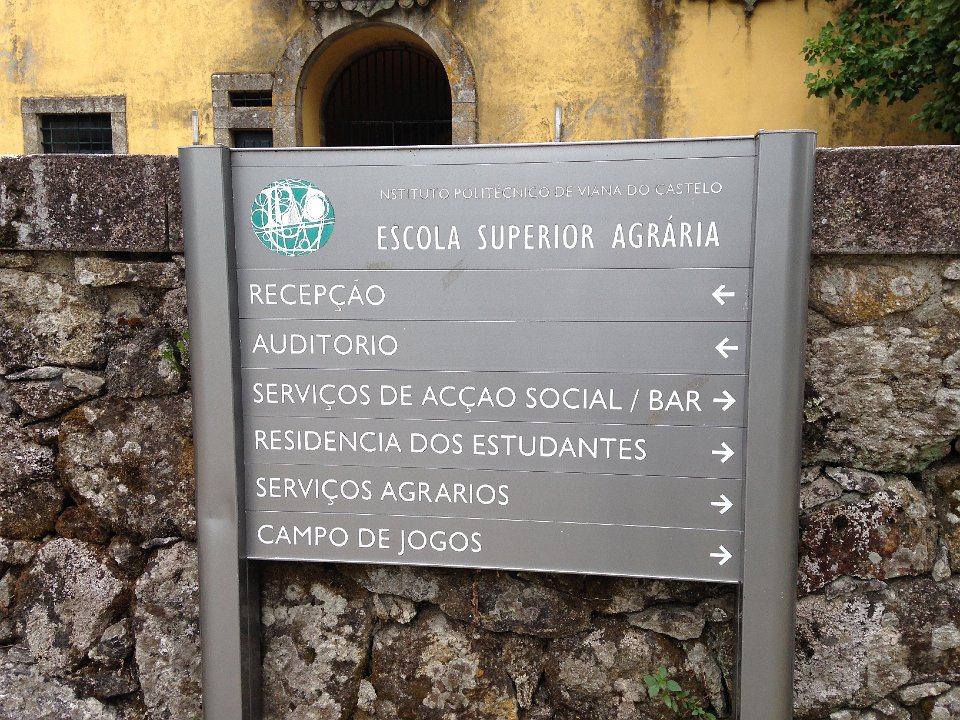 NSTITUTO POLITÉCNICO DE VIANA DO CASTELO
ESCOLA SUPERIOR AGRÁRIA
RECEPÇÃO ←
AUDITORIO ←
SERVIÇOS DE ACÇAO SOCIAL / BAR →
RESIDENCIA DOS ESTUDANTES →
SERVIÇOS AGRARIOS →
CAMPO DE JOGOS →